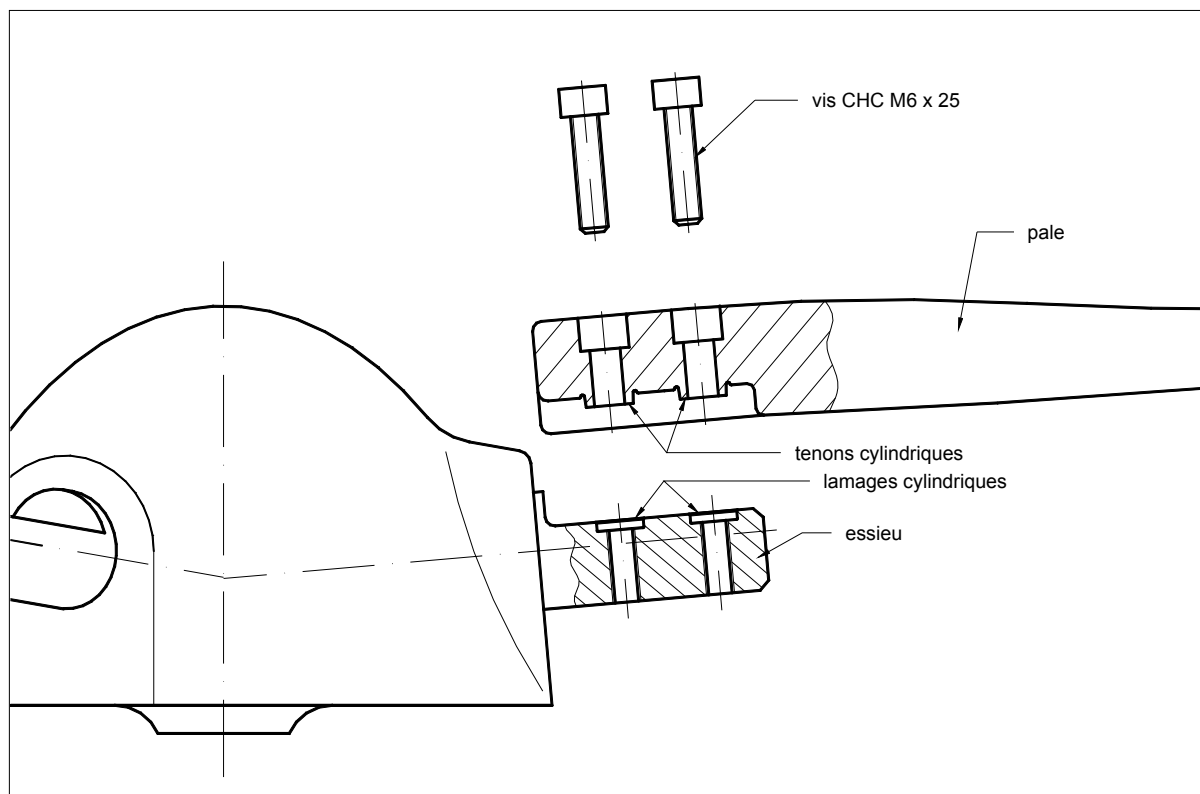 vis CHC M6 x 25
pale
tenons cylindriques
lamages cylindriques
essieu